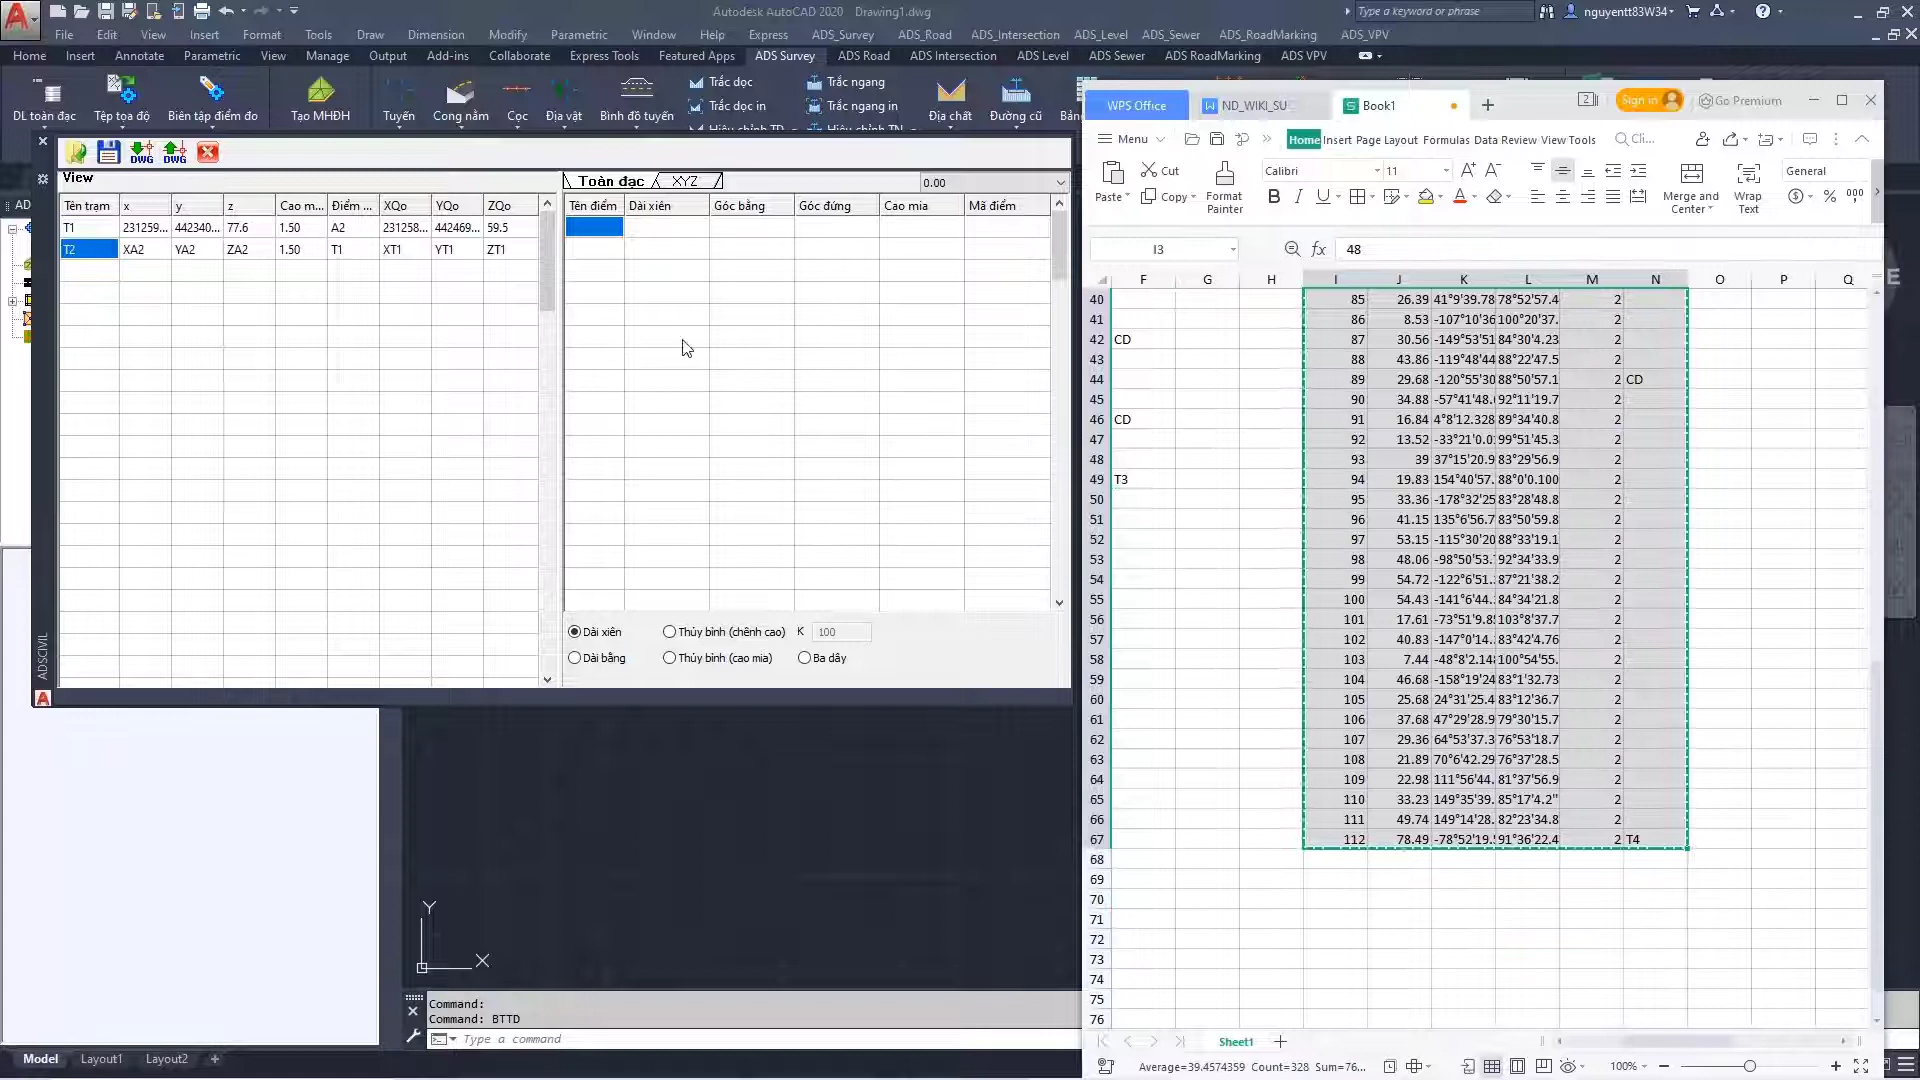 Autodesk AutoCAD 2020 Drawing1.dwg
Type a keyword or phrase
nguyentt83W34
File Edit View Insert Format Tools Draw Dimension Modify Parametric Window Help Express ADS_Survey ADS_Road ADS_Intersection ADS_Level ADS_Sewer ADS_RoadMarking ADS_VPV
Home Insert Annotate Parametric View Manage Output Add-ins Collaborate Express Tools Featured Apps ADS Survey ADS Road ADS Intersection ADS Level ADS Sewer ADS RoadMarking ADS VPV
Trắc dọc Trắc ngang
Trắc dọc in Trắc ngang in
DL toàn đạc Tệp toạ độ Biên tập điểm đo Tạo MHĐH Tuyến Cong nắm Cọc Địa vật Bình đồ tuyến Địa chất Đường cũ
View
Toàn đạc XYZ 0.00
Tên trạm x y z Cao m... Điểm ... XQo YQo ZQo
T1 231259... 442340... 77.6 1.50 A2 231258... 442469... 59.5
T2 XA2 YA2 ZA2 1.50 T1 XT1 YT1 ZT1
Tên điểm Dài xiên Góc bằng Góc đứng Cao mia Mã điểm
Dài xiên Thủy bình (chênh cao) K 100
Dài bằng Thủy bình (cao mia) Ba dây
ADSCIVIL
AD
Y
X
Command:
Command: BTTD
Type a command
Model Layout1 Layout2 +
WPS Office ND_WIKI_SU Book1 +
Sign in Go Premium
Menu Home Insert Page Layout Formulas Data Review View Tools Cli...
Paste Cut Copy Format Painter
Calibri 11
B I U A
Merge and Center Wrap Text
General
I3 fx 48
F G H I J K L M N O P Q
40 85 26.39 41°9'39.78 78°52'57.4 2
41 86 8.53 -107°10'36 100°20'37. 2
42 CD 87 30.56 -149°53'51 84°30'4.23 2
43 88 43.86 -119°48'44 88°22'47.5 2
44 89 29.68 -120°55'30 88°50'57.1 2 CD
45 90 34.88 -57°41'48. 92°11'19.7 2
46 CD 91 16.84 4°8'12.328 89°34'40.8 2
47 92 13.52 -33°21'0.0 99°51'45.3 2
48 93 39 37°15'20.9 83°29'56.9 2
49 T3 94 19.83 154°40'57. 88°0'0.100 2
50 95 33.36 -178°32'25 83°28'48.8 2
51 96 41.15 135°6'56.7 83°50'59.8 2
52 97 53.15 -115°30'20 88°33'19.1 2
53 98 48.06 -98°50'53. 92°34'33.9 2
54 99 54.72 -122°6'51. 87°21'38.2 2
55 100 54.43 -141°6'44. 84°34'21.8 2
56 101 17.61 -73°51'9.8 103°8'37.7 2
57 102 40.83 -147°0'14. 83°42'4.76 2
58 103 7.44 -48°8'2.14 100°54'55. 2
59 104 46.68 -158°19'24 83°1'32.73 2
60 105 25.68 24°31'25.4 83°12'36.7 2
61 106 37.68 47°29'28.9 79°30'15.7 2
62 107 29.36 64°53'37.3 76°53'18.7 2
63 108 21.89 70°6'42.29 76°37'28.5 2
64 109 22.98 111°56'44. 81°37'56.9 2
65 110 33.23 149°35'39. 85°17'4.2" 2
66 111 49.74 149°14'28. 82°23'34.8 2
67 112 78.49 -78°52'19. 91°36'22.4 2 T4
68
69
70
71
72
73
74
75
76
Sheet1
Average=39.4574359 Count=328 Sum=76...
100%